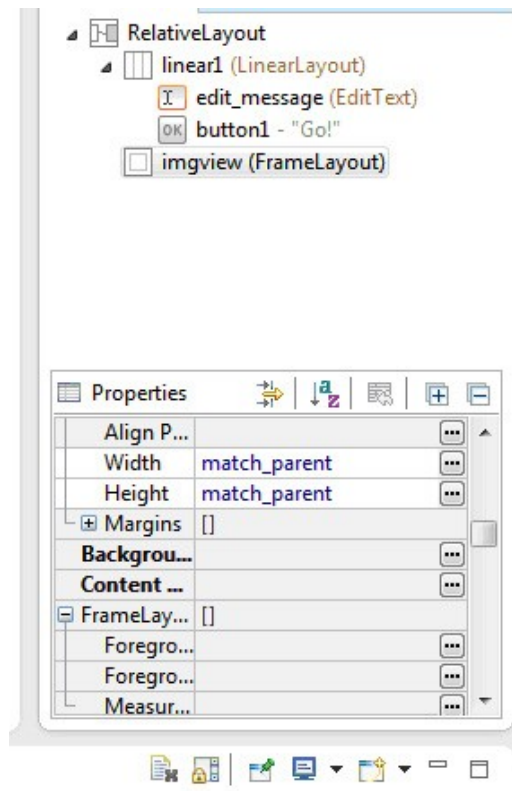 RelativeLayout
linear1 (LinearLayout)
edit_message (EditText)
OK button1 - "Go!"
imgview (FrameLayout)
Properties
Align P...
Width match_parent
Height match_parent
Margins []
Backgrou...
Content ...
FrameLay... []
Foregro...
Foregro...
Measur...